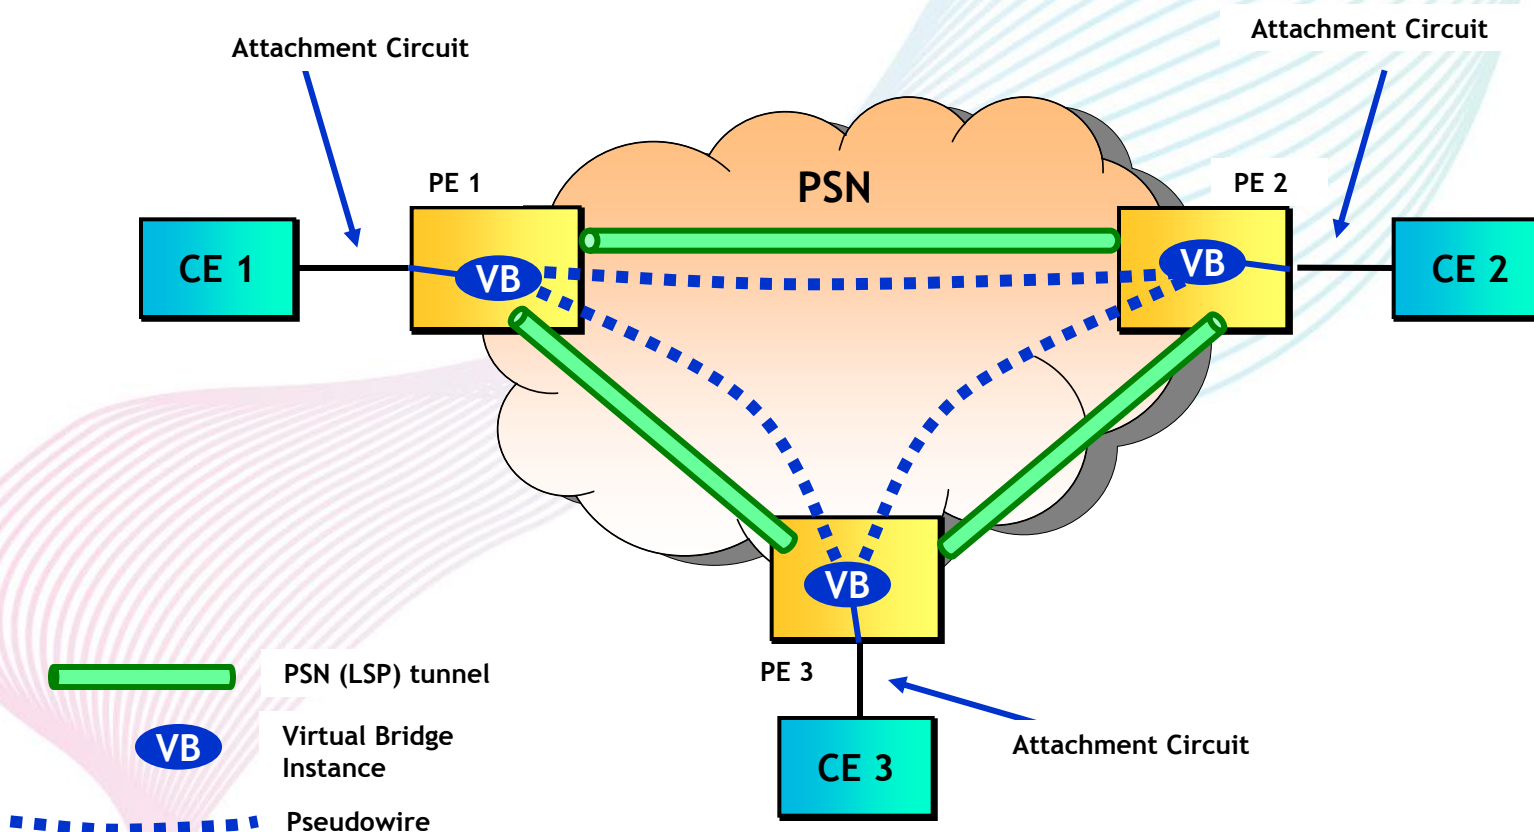 Attachment Circuit
Attachment Circuit
PE 1
PSN
PE 2
CE 1
VB
VB
CE 2
VB
PE 3
PSN (LSP) tunnel
VB
Virtual Bridge
Instance
Attachment Circuit
CE 3
Pseudowire